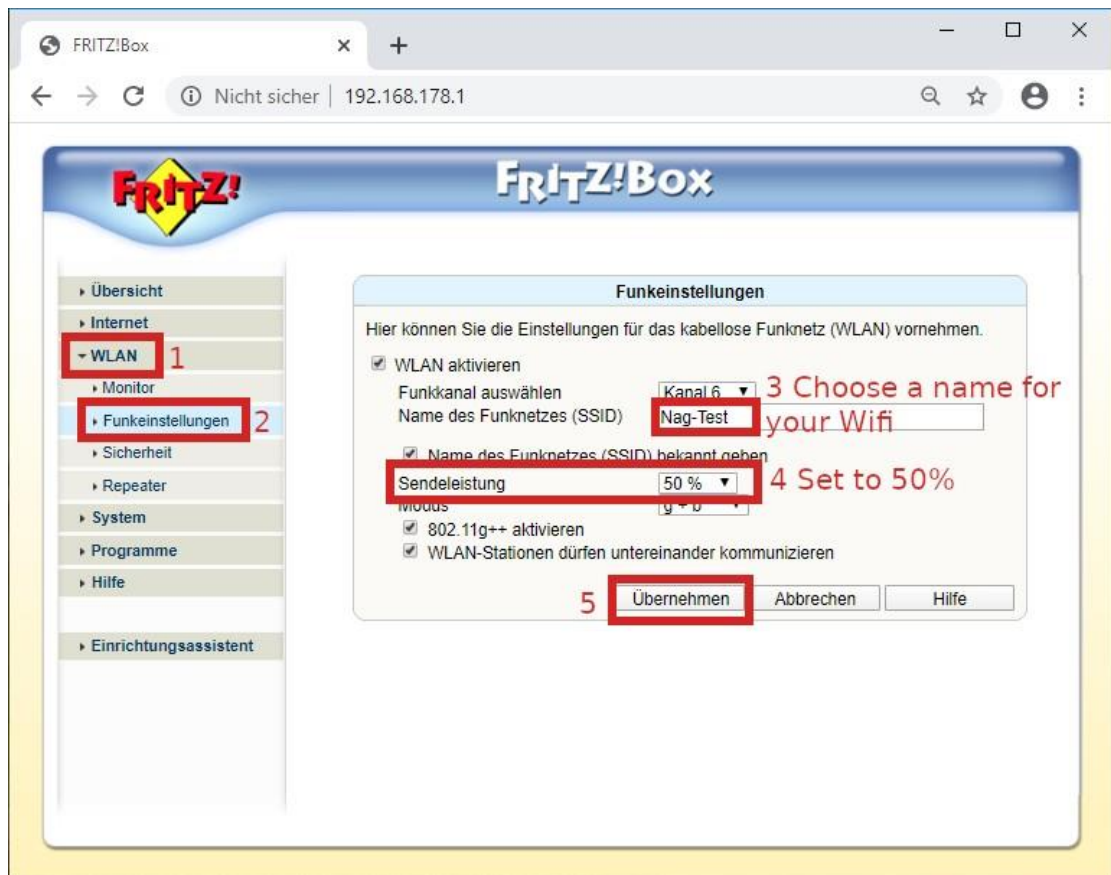 FRITZ!Box
Nicht sicher | 192.168.178.1
FRITZ!
FRITZ!Box
Übersicht
Internet
WLAN 1
Monitor
Funkeinstellungen 2
Sicherheit
Repeater
System
Programme
Hilfe
Einrichtungsassistent
Funkeinstellungen
Hier können Sie die Einstellungen für das kabellose Funknetz (WLAN) vornehmen.
WLAN aktivieren
Funkkanal auswählen Kanal 6
Name des Funknetzes (SSID) Nag-Test
3 Choose a name for
your Wifi
Name des Funknetzes (SSID) bekannt geben
Sendeleistung 50 %
4 Set to 50%
Modus g + b
802.11g++ aktivieren
WLAN-Stationen dürfen untereinander kommunizieren
5 Übernehmen Abbrechen Hilfe